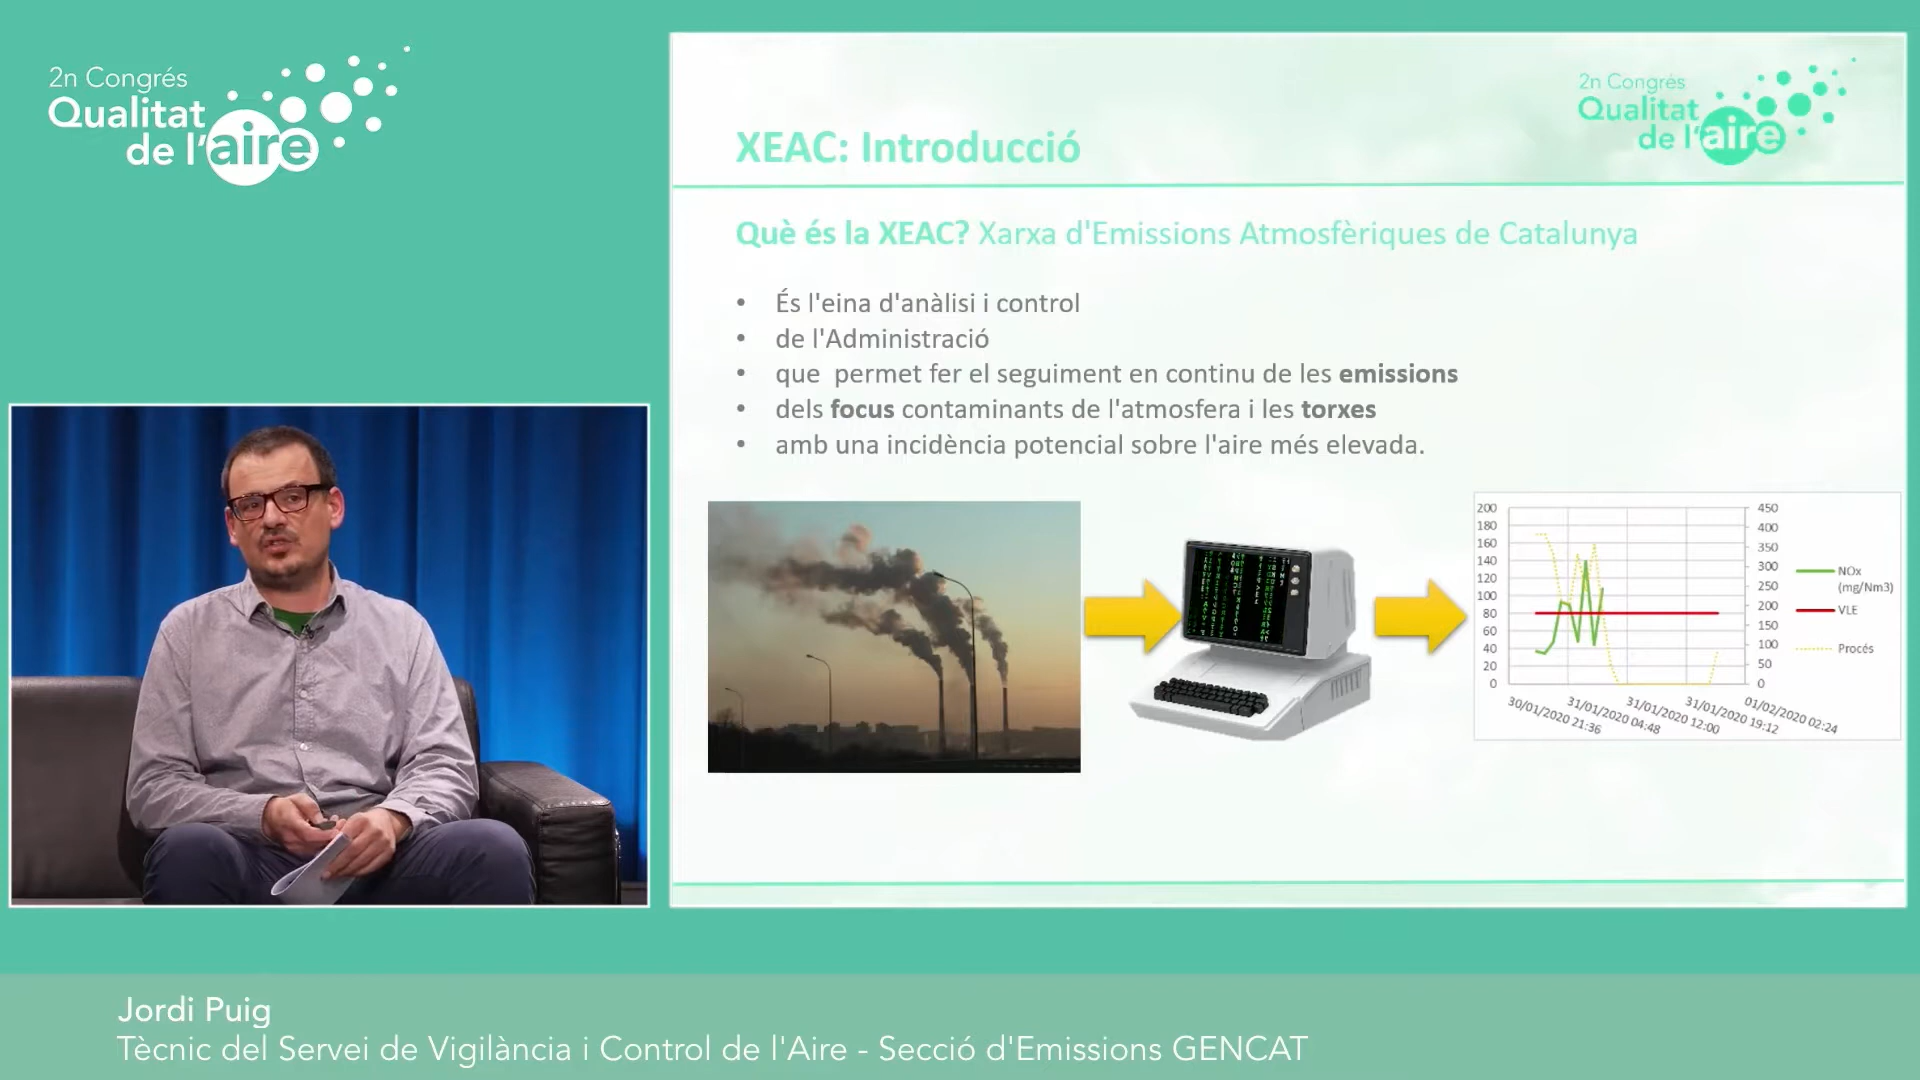 2n Congrés
Qualitat
de l'aire
2n Congrés
Qualitat
de l'aire
XEAC: Introducció
Què és la XEAC? Xarxa d'Emissions Atmosfèriques de Catalunya
• És l'eina d'anàlisi i control
• de l'Administració
• que permet fer el seguiment en continu de les emissions
• dels focus contaminants de l'atmosfera i les torxes
• amb una incidència potencial sobre l'aire més elevada.
200
180
160
140
120
100
80
60
40
20
0
450
400
350
300
250
200
150
100
50
0
NOx
(mg/Nm3)
VLE
Procés
30/01/2020 21:36
31/01/2020 04:48
31/01/2020 12:00
31/01/2020 19:12
01/02/2020 02:24
Jordi Puig
Tècnic del Servei de Vigilància i Control de l'Aire - Secció d'Emissions GENCAT